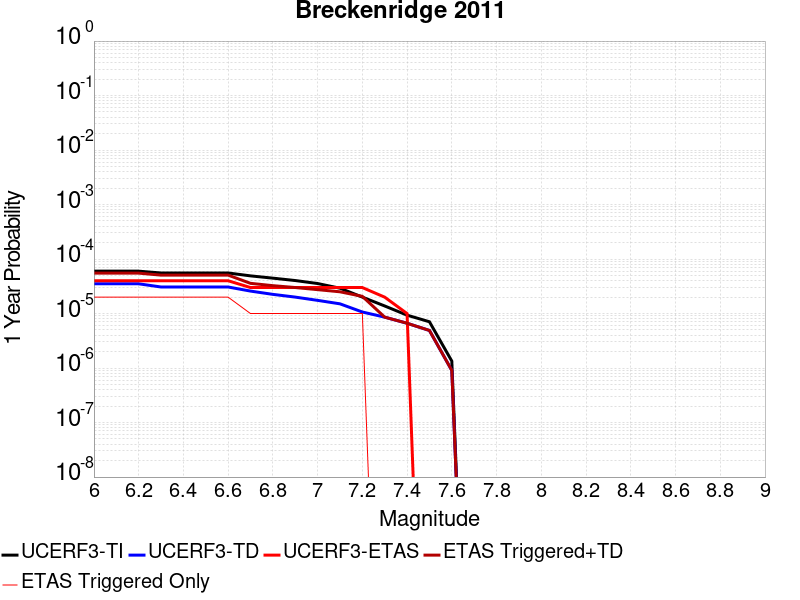 Breckenridge 2011
10^0
10^-1
10^-2
10^-3
10^-4
10^-5
10^-6
10^-7
10^-8
1 Year Probability
6 6.2 6.4 6.6 6.8 7 7.2 7.4 7.6 7.8 8 8.2 8.4 8.6 8.8 9
Magnitude
UCERF3-TI UCERF3-TD UCERF3-ETAS ETAS Triggered+TD
ETAS Triggered Only